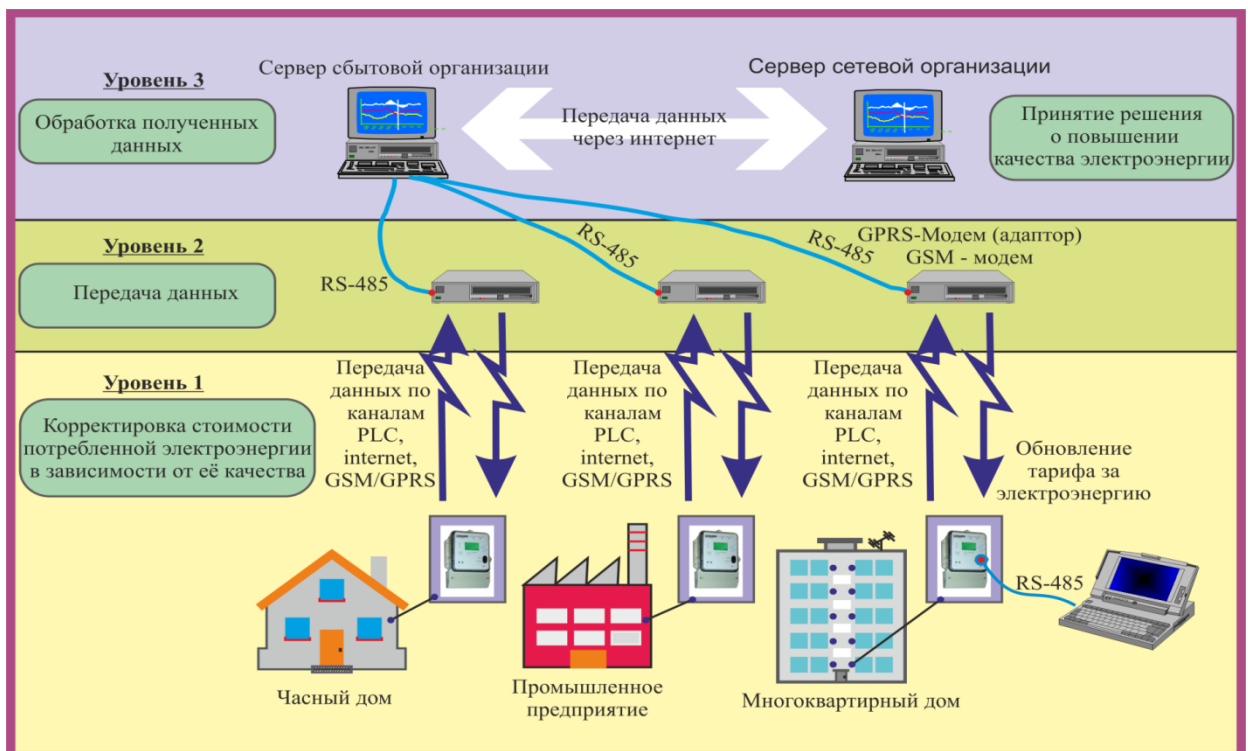 Уровень 3
Обработка полученных
данных
Сервер сбытовой организации
Передача данных
через интернет
Сервер сетевой организации
Принятие решения
о повышении
качества электроэнергии
Уровень 2
Передача данных
RS-485
RS-485
RS-485
GPRS-Модем (адаптор)
GSM - модем
Уровень 1
Корректировка стоимости
потребленной электроэнергии
в зависимости от её качества
Передача
данных по
каналам
PLC,
internet,
GSM/GPRS
Передача
данных по
каналам
PLC,
internet,
GSM/GPRS
Передача
данных по
каналам
PLC,
internet,
GSM/GPRS
Обновление
тарифа за
электроэнергию
RS-485
Часный дом
Промышленное
предприятие
Многоквартирный дом